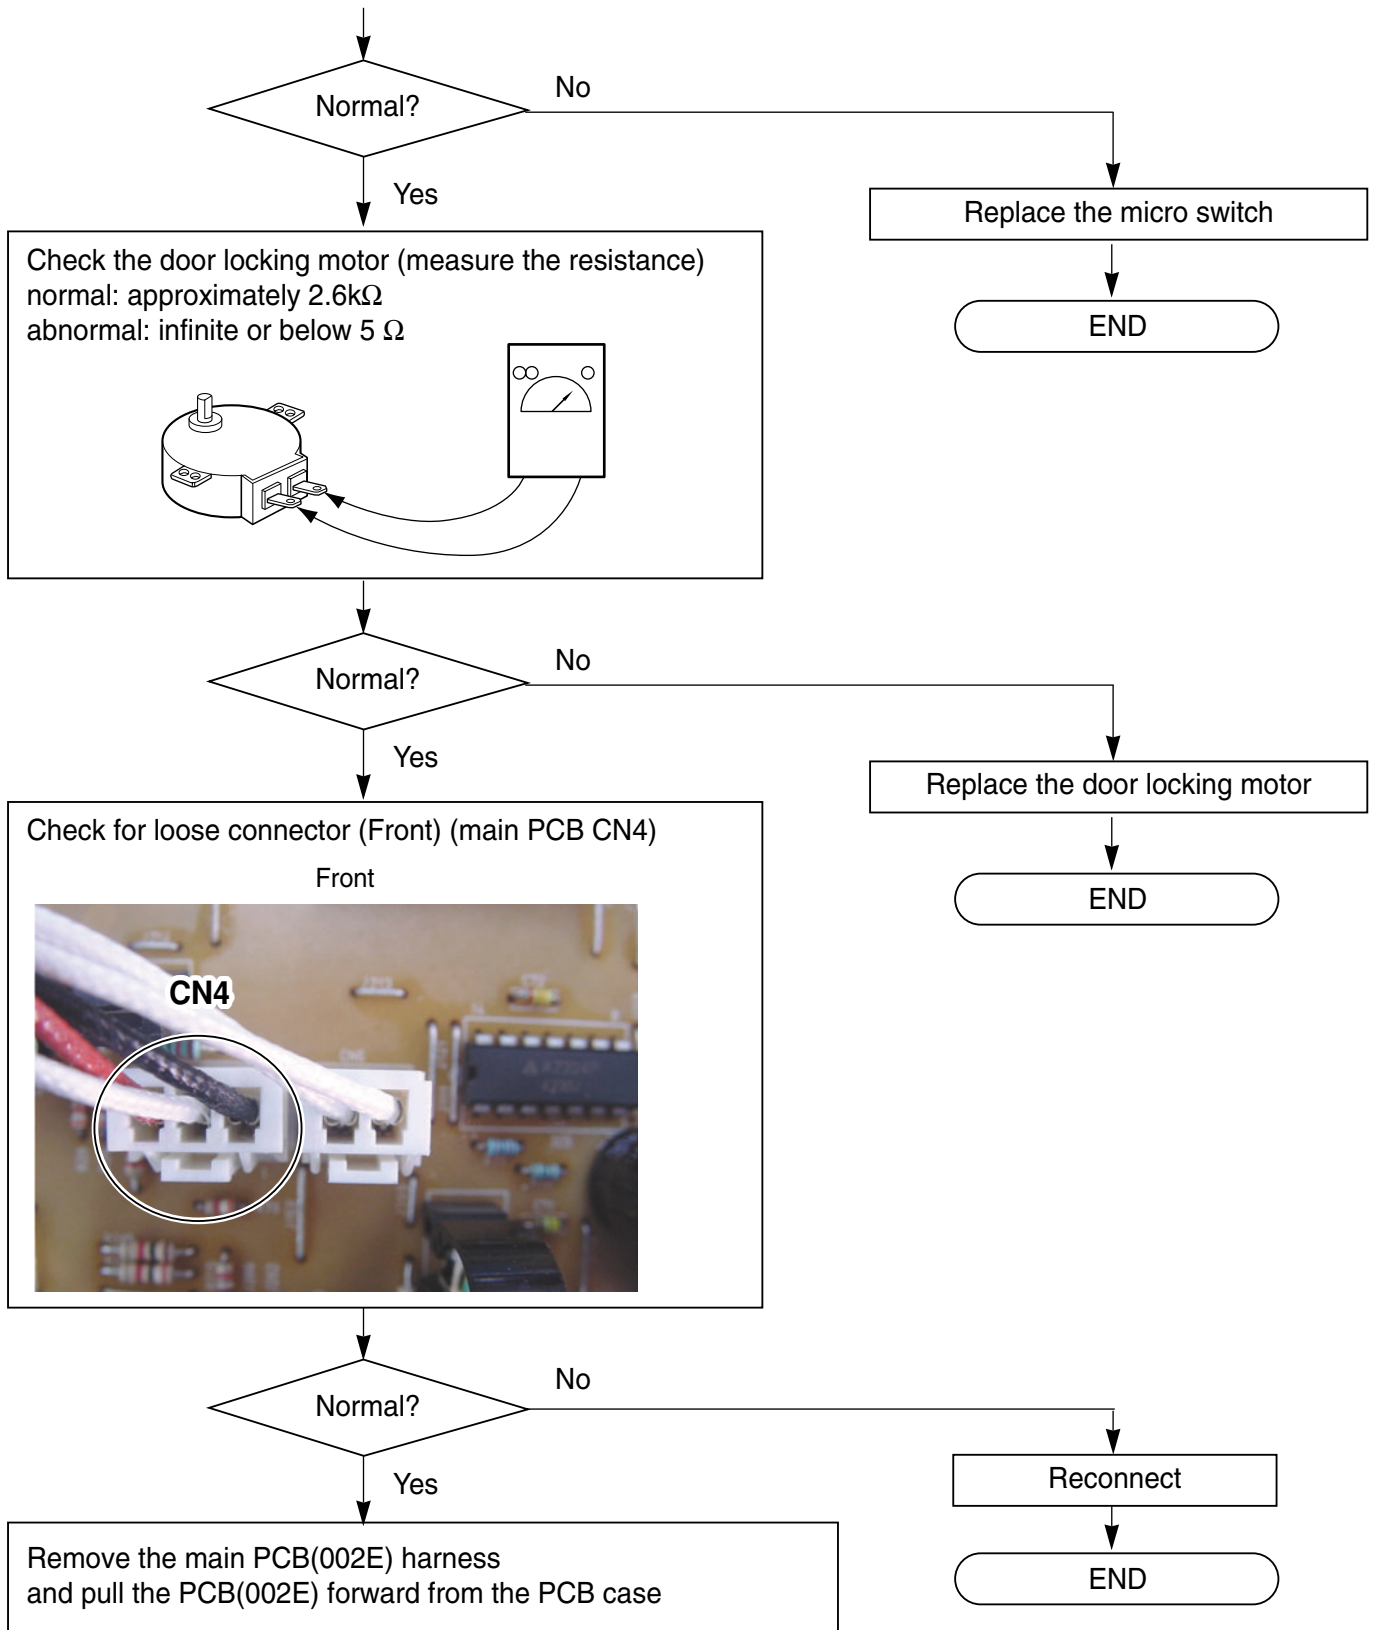 Normal?
No
Yes
Replace the micro switch
END
Check the door locking motor (measure the resistance)
normal: approximately 2.6kΩ
abnormal: infinite or below 5 Ω
Normal?
No
Yes
Replace the door locking motor
END
Check for loose connector (Front) (main PCB CN4)
Front
CN4
Normal?
No
Yes
Reconnect
END
Remove the main PCB(002E) harness
and pull the PCB(002E) forward from the PCB case